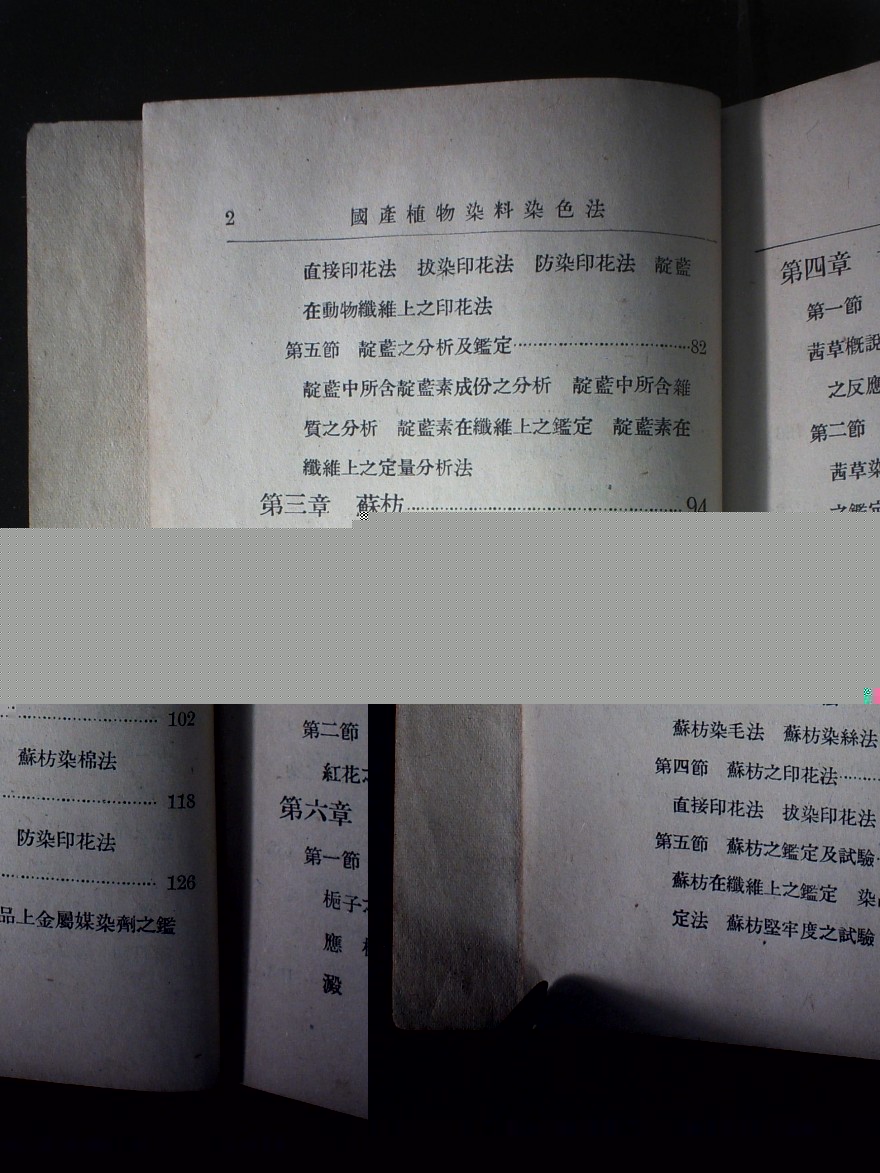 2
國產植物染料染色法
直接印花法 拔染印花法 防染印花法 靛藍
在動物纖維上之印花法
第五節 靛藍之分析及鑑定……82
靛藍中所含靛藍素成份之分析 靛藍中所含雜
質之分析 靛藍素在纖維上之鑑定 靛藍素在
纖維上之定量分析法
第三章 蘇枋……94
第四章
第一節
茜草概說
之反應
第二節
茜草染
之鑑定
……102
蘇枋染棉法
……118
防染印花法
……126
品上金屬媒染劑之鑑
第二節
紅花之
第六章
第一節
梔子
應
澱
蘇枋染毛法 蘇枋染絲法
第四節 蘇枋之印花法……
直接印花法 拔染印花法
第五節 蘇枋之鑑定及試驗
蘇枋在纖維上之鑑定 染
定法 蘇枋堅牢度之試驗